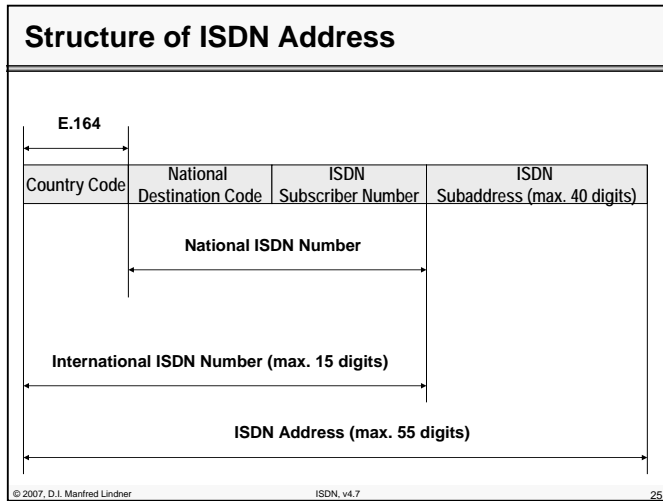 Structure of ISDN Address
E.164
Country Code
National
Destination Code
ISDN
Subscriber Number
ISDN
Subaddress (max. 40 digits)
National ISDN Number
International ISDN Number (max. 15 digits)
ISDN Address (max. 55 digits)
© 2007, D.I. Manfred Lindner
ISDN, v4.7
25